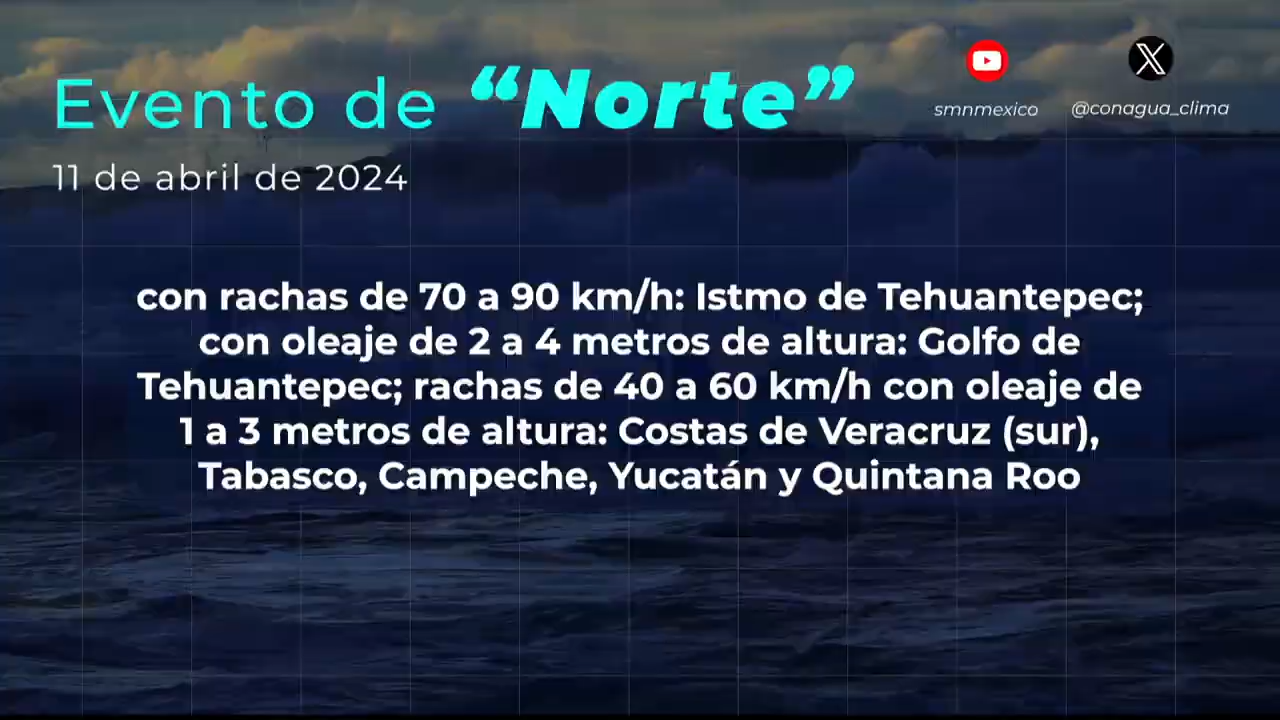 Evento de “Norte”
smnmexico
@conagua_clima
11 de abril de 2024
con rachas de 70 a 90 km/h: Istmo de Tehuantepec;
con oleaje de 2 a 4 metros de altura: Golfo de
Tehuantepec; rachas de 40 a 60 km/h con oleaje de
1 a 3 metros de altura: Costas de Veracruz (sur),
Tabasco, Campeche, Yucatán y Quintana Roo